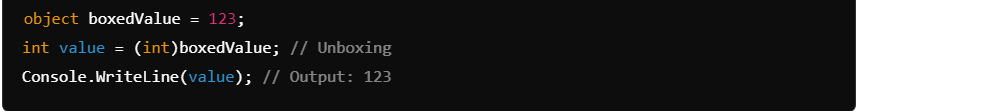 object boxedValue = 123;
int value = (int)boxedValue; // Unboxing
Console.WriteLine(value); // Output: 123